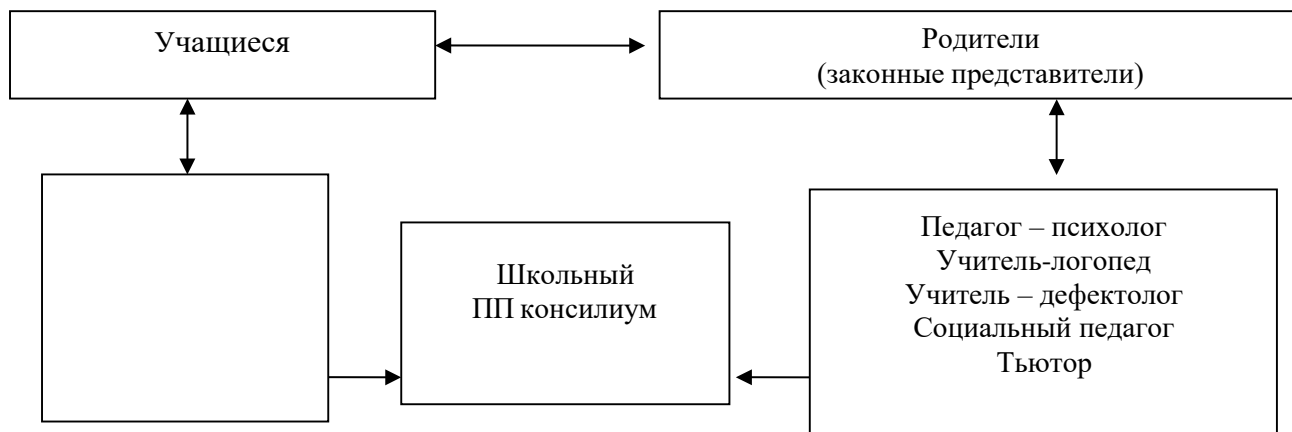 Учащиеся
Родители
(законные представители)
Школьный
ПП консилиум
Педагог – психолог
Учитель-логопед
Учитель – дефектолог
Социальный педагог
Тьютор